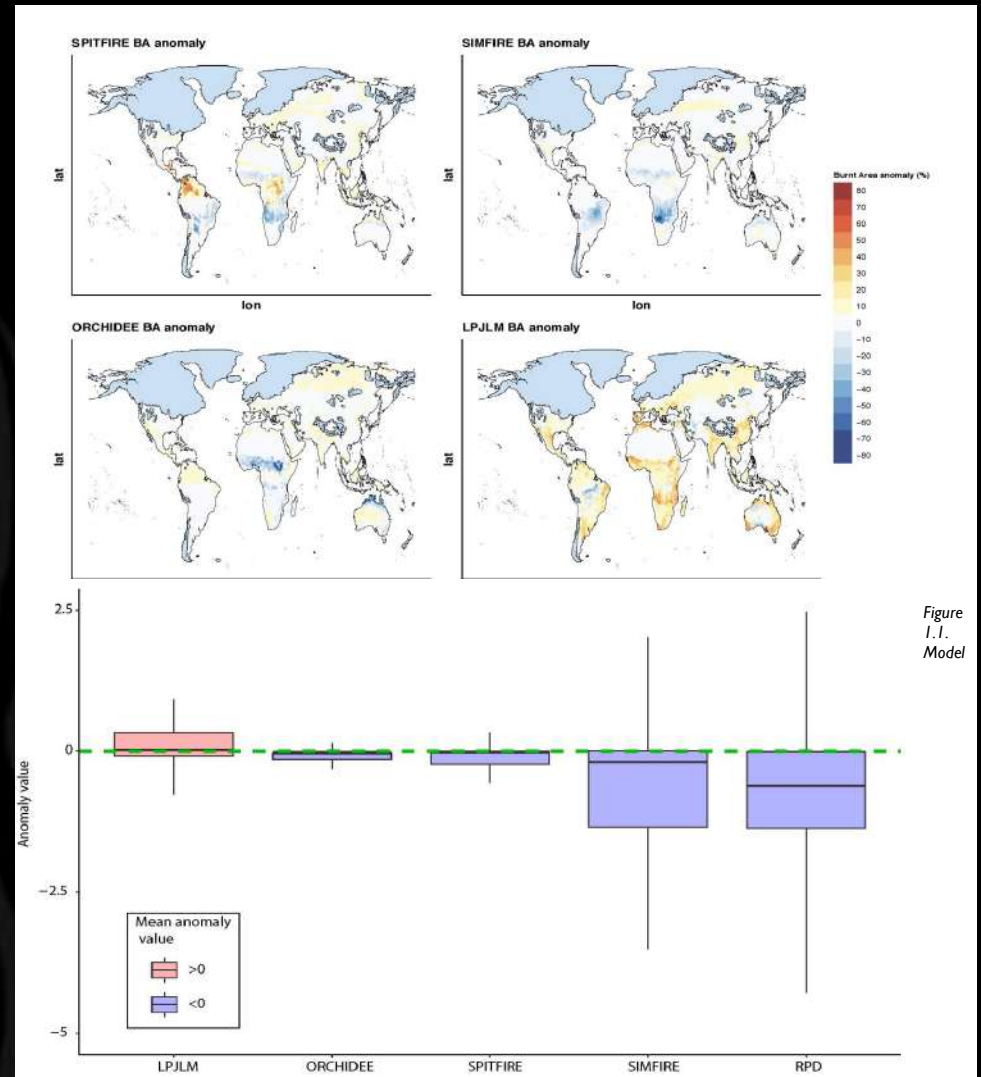 SPITFIRE BA anomaly
SIMFIRE BA anomaly
lat
lat
lon
lon
Burnt Area anomaly (%)
80
70
60
50
40
30
20
10
0
−10
−20
−30
−40
−50
−60
−70
−80
ORCHIDEE BA anomaly
LPJLM BA anomaly
lat
lat
Figure
1.1.
Model
2.5
0
−2.5
−5
Anomaly value
Mean anomaly
value
>0
<0
LPJLM
ORCHIDEE
SPITFIRE
SIMFIRE
RPD